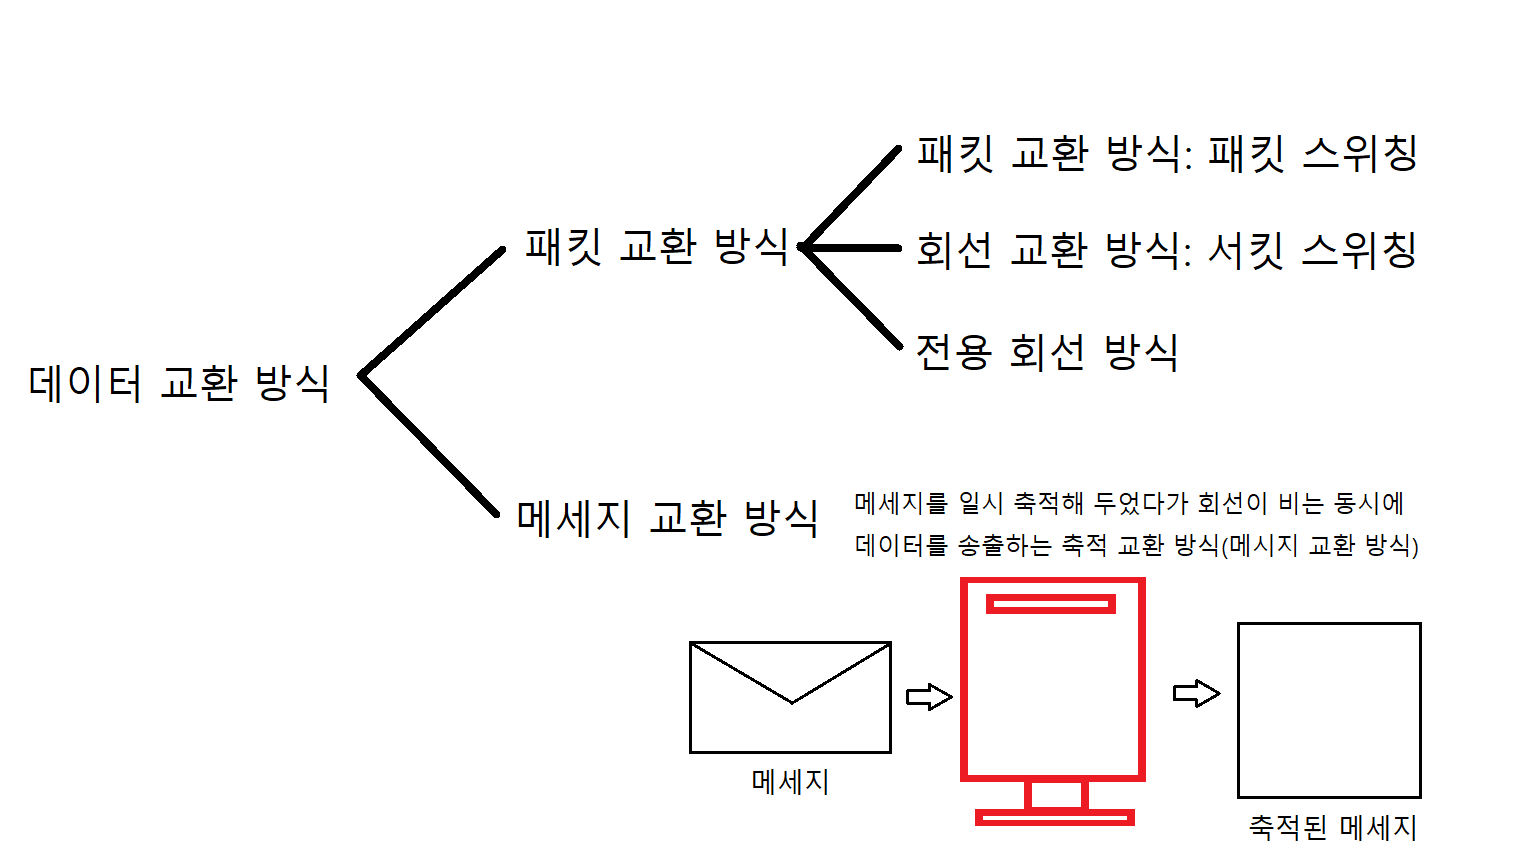 패킷 교환 방식: 패킷 스위칭
패킷 교환 방식
회선 교환 방식: 서킷 스위칭
전용 회선 방식
데이터 교환 방식
메세지 교환 방식
메세지를 일시 축적해 두었다가 회선이 비는 동시에
데이터를 송출하는 축적 교환 방식(메시지 교환 방식)
메세지
축적된 메세지